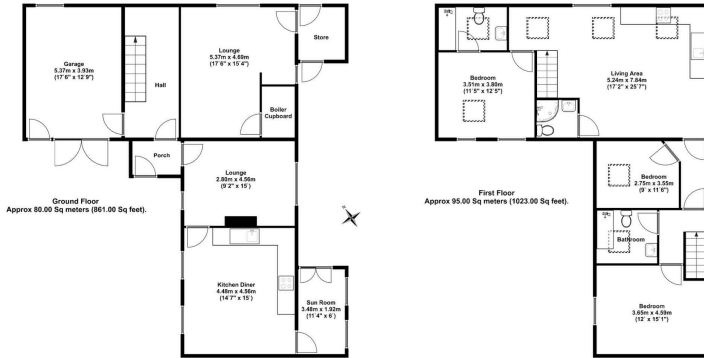 Garage
5.37m x 3.93m
(17'6" x 12'9")
Hall
Lounge
5.37m x 4.69m
(17'6" x 15'4")
Store
Boiler
Cupboard
Porch
Lounge
2.80m x 4.56m
(9'2" x 15')
Ground Floor
Approx 80.00 Sq meters (861.00 Sq feet).
Kitchen Diner
4.48m x 4.56m
(14'7" x 15')
Sun Room
3.48m x 1.92m
(11'4" x 6')
Bedroom
3.51m x 3.80m
(11'5" x 12'5")
Living Area
5.24m x 7.84m
(17'2" x 25'7")
First Floor
Approx 95.00 Sq meters (1023.00 Sq feet).
Bedroom
2.75m x 3.55m
(9' x 11'6")
Bathroom
Bedroom
3.65m x 4.59m
(12' x 15'1")